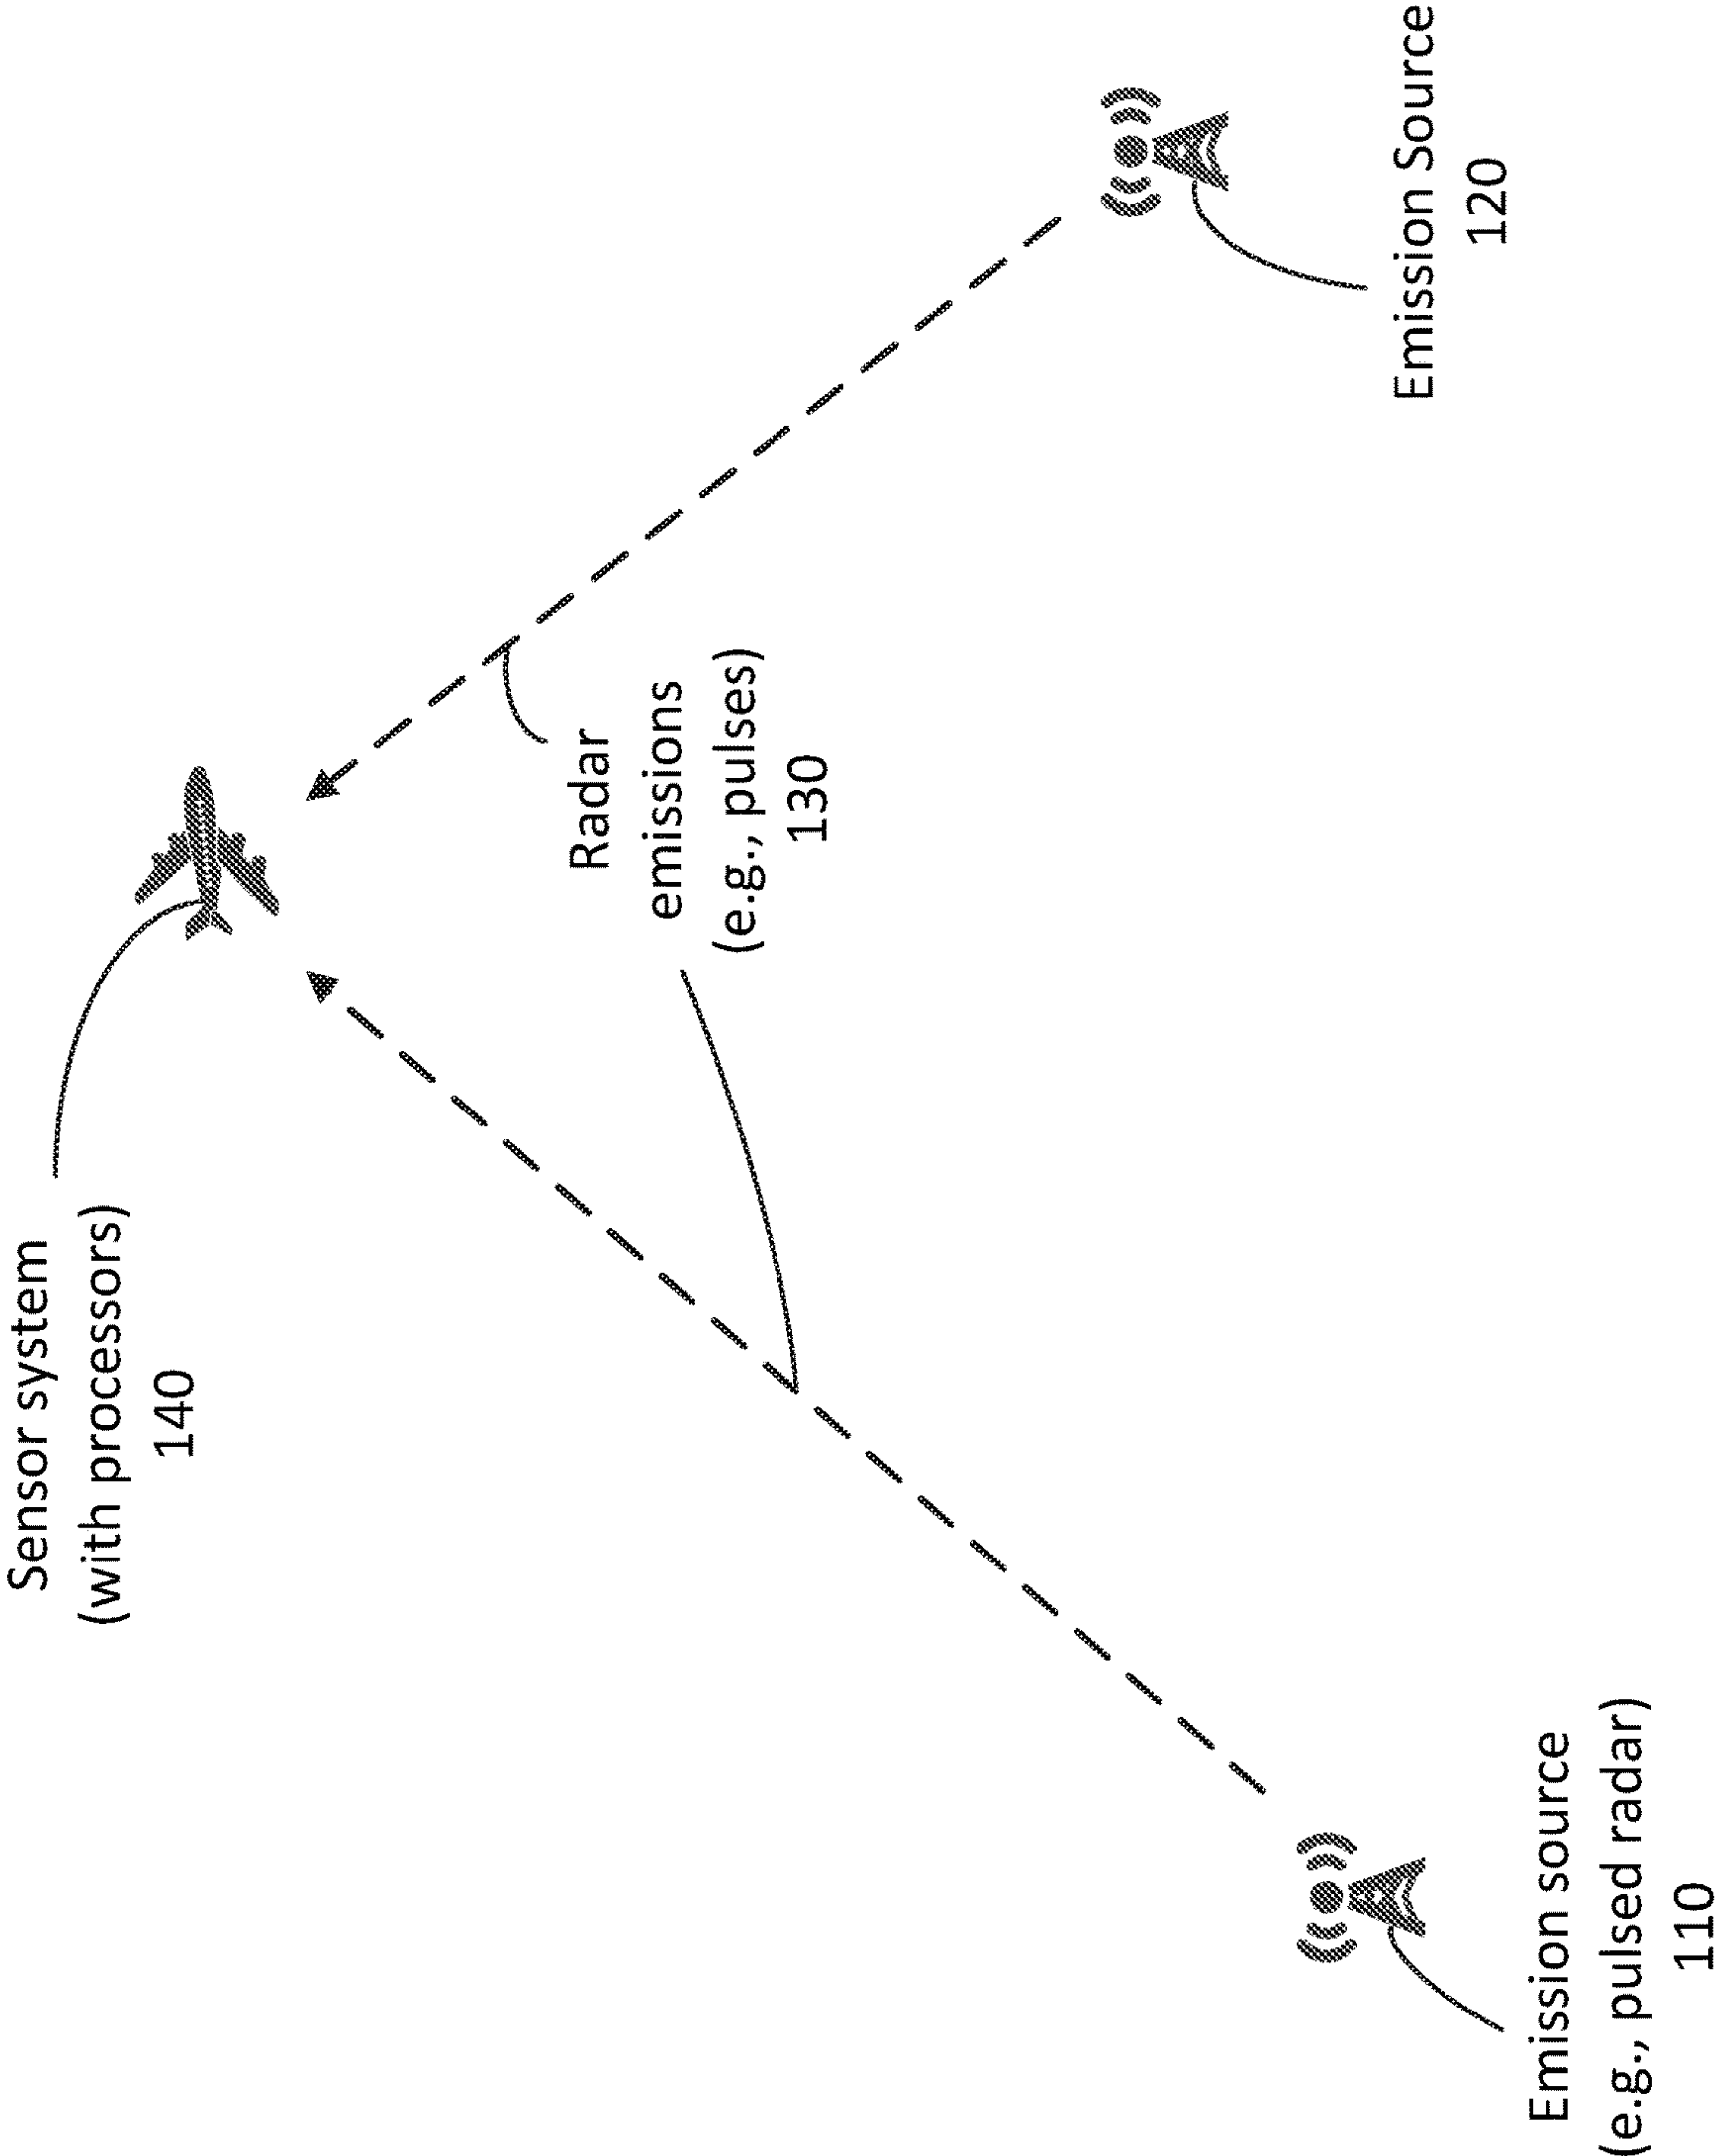 Sensor system
(with processors)
140
Radar
emissions
(e.g., pulses)
130
Emission source
(e.g., pulsed radar)
110
Emission Source
120